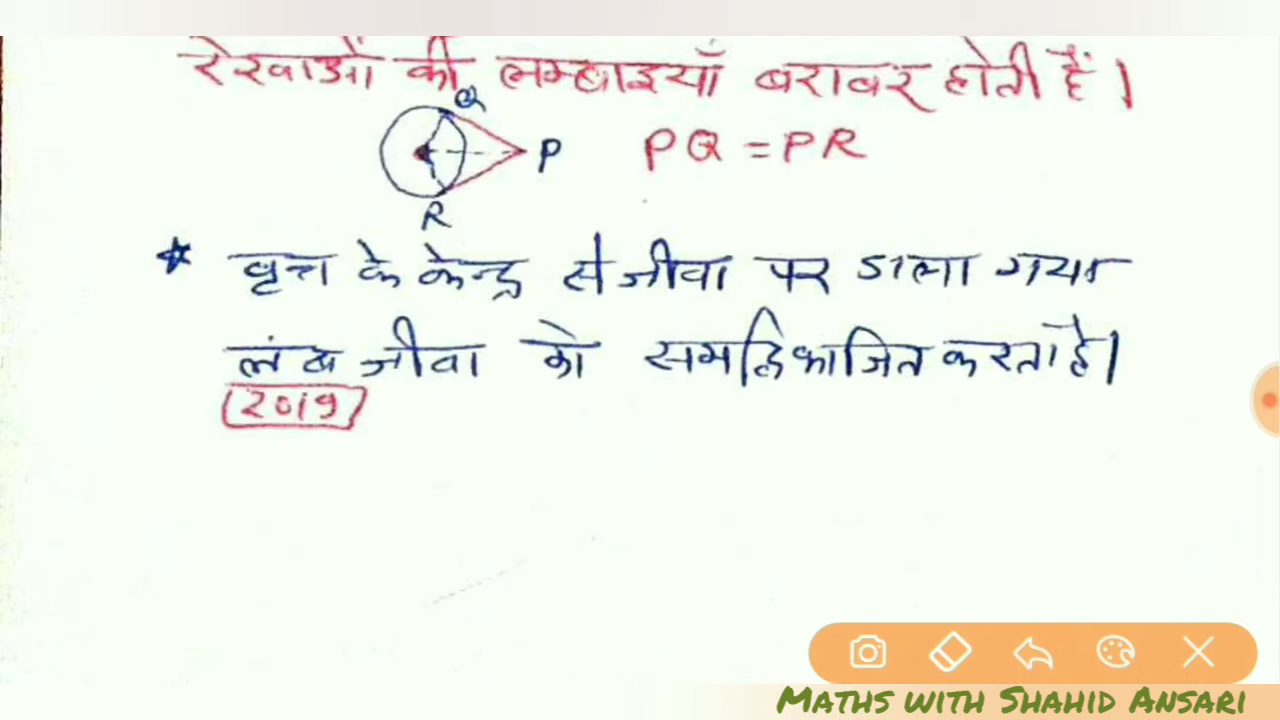 रेखाओं की लम्बाइयाँ बराबर होती हैं।
Q
P
PQ = PR
R
* वृत्त के केन्द्र से जीवा पर डाला गया
लंब जीवा को समद्विभाजित करता है।
2019
MATHS WITH SHAHID ANSARI